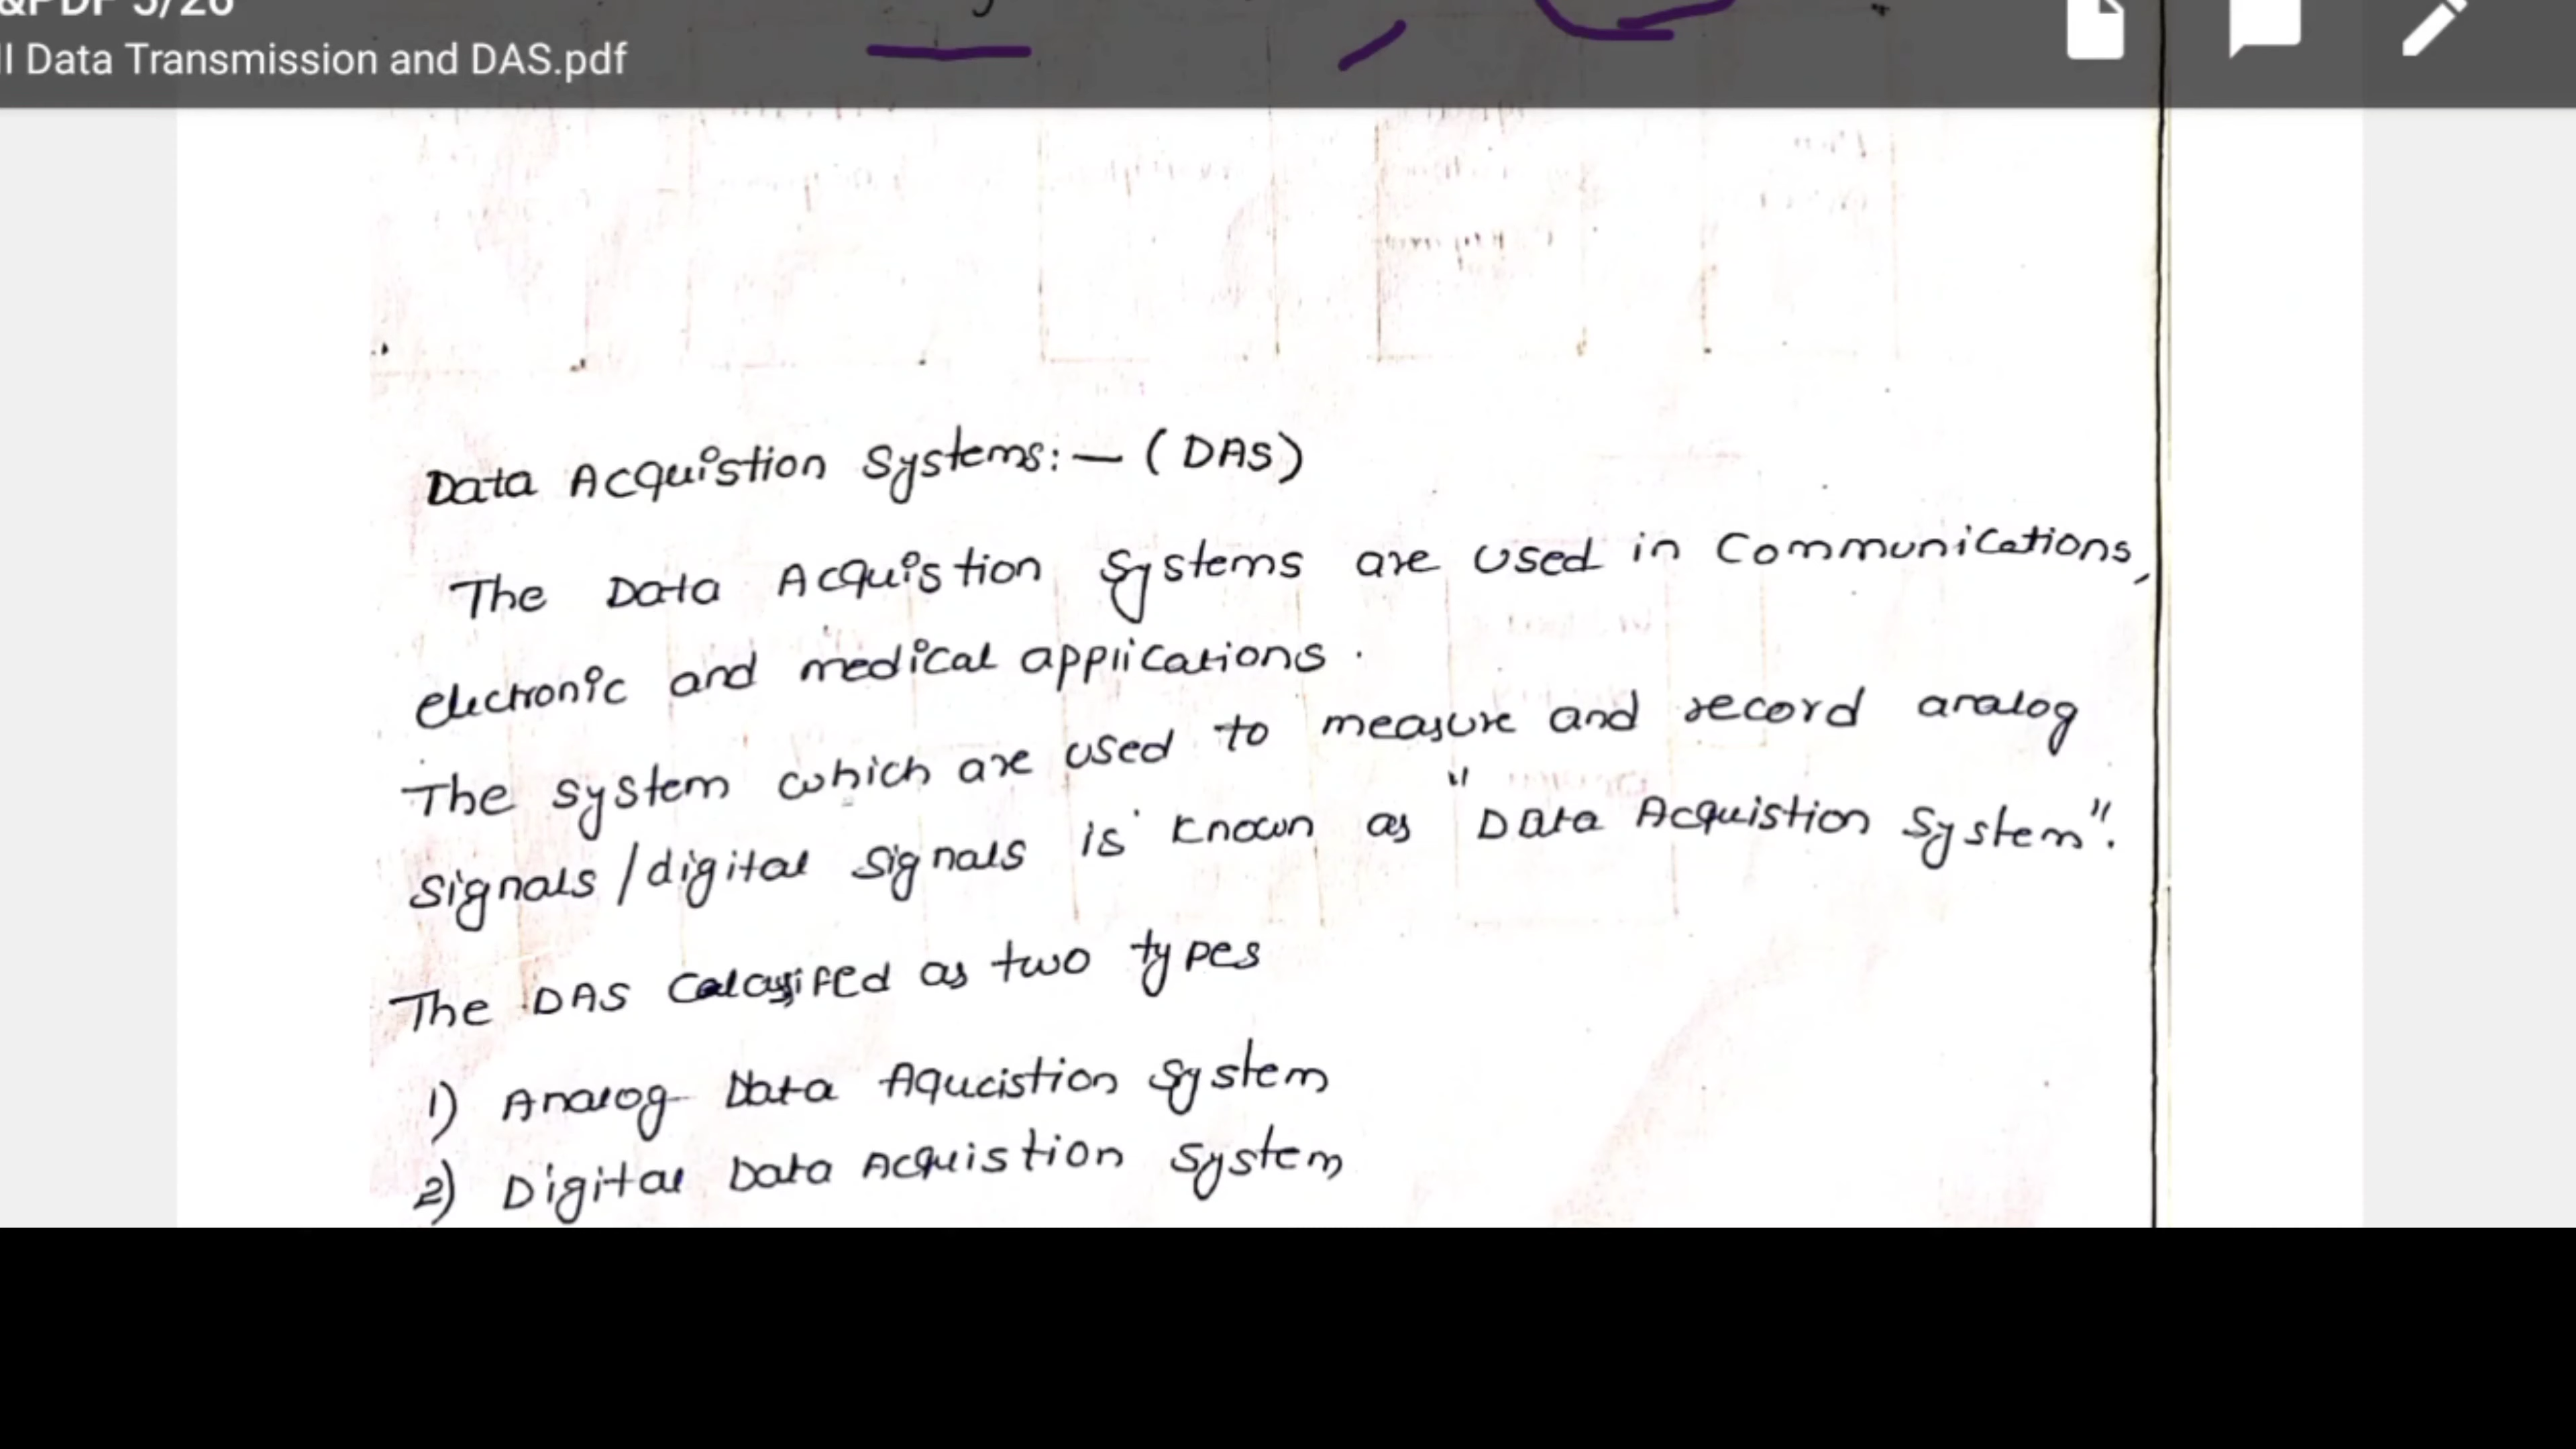 &PDF 5/26
II Data Transmission and DAS.pdf
Data Acquistion Systems:— (DAS)
The Data Acquistion Systems are used in Communications,
electronic and medical applications.
The system which are used to measure and record analog
signals/digital signals is known as "Data Acquistion System".
The DAS Calassifed as two types
1) Analog Data Aqucistion System
2) Digital Data Acquistion System